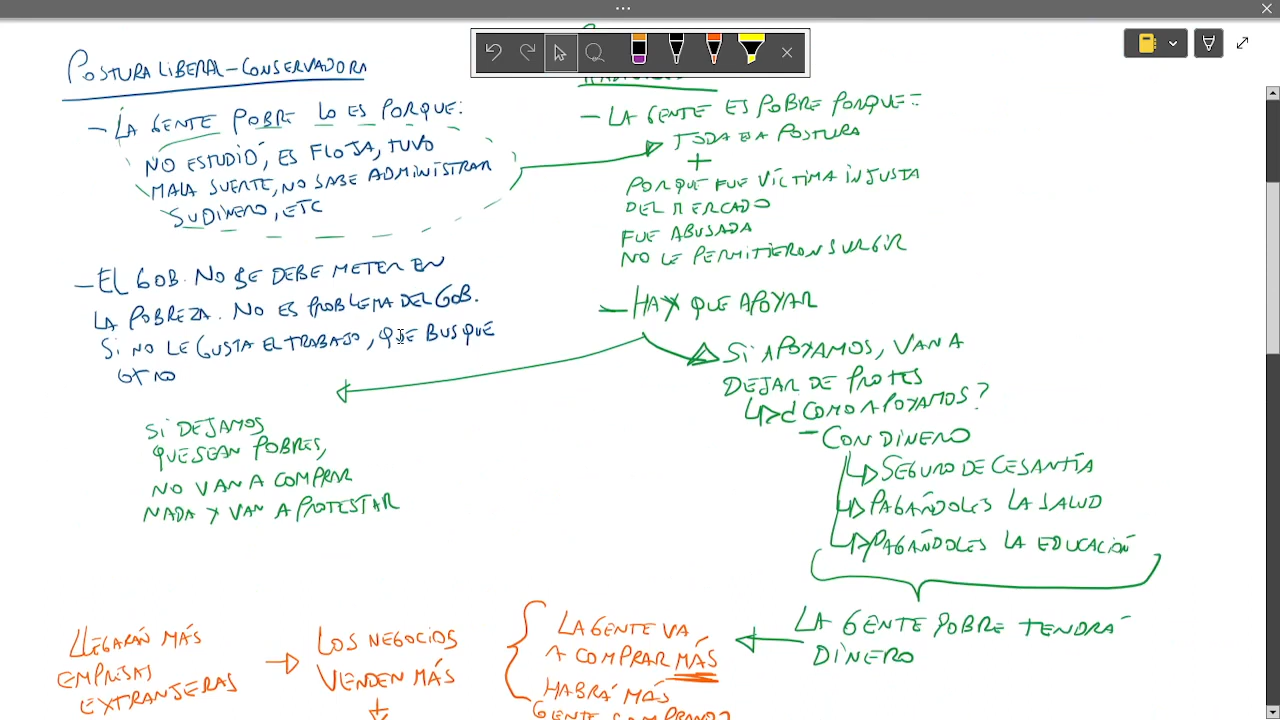 POSTURA LIBERAL-CONSERVADORA
- LA GENTE POBRE LO ES PORQUE:
NO ESTUDIÓ, ES FLOJA, TUVO
MALA SUERTE, NO SABE ADMINISTRAR
SU DINERO, ETC
- EL GOB. NO SE DEBE METER EN
LA POBREZA. NO ES PROBLEMA DEL GOB.
SI NO LE GUSTA EL TRABAJO, QUE BUSQUE
OTRO
SI DEJAMOS
QUE SEAN POBRES,
NO VAN A COMPRAR
NADA Y VAN A PROTESTAR
- LA GENTE ES POBRE PORQUE:
TODA ESA POSTURA
+
PORQUE FUE VÍCTIMA INJUSTA
DEL MERCADO
FUE ABUSADA
NO LE PERMITIERON SURGIR
- HAY QUE APOYAR
SI APOYAMOS, VAN A
DEJAR DE PROTES
¿COMO APOYAMOS?
- CON DINERO
SEGURO DE CESANTÍA
PAGÁNDOLES LA SALUD
PAGÁNDOLES LA EDUCACIÓN
LA GENTE POBRE TENDRÁ
DINERO
LA GENTE VA
A COMPRAR MÁS
HABRÁ MÁS
GENTE COMPRANDO
LOS NEGOCIOS
VENDEN MÁS
+
LLEGARÁN MÁS
EMPRESAS
EXTRANJERAS